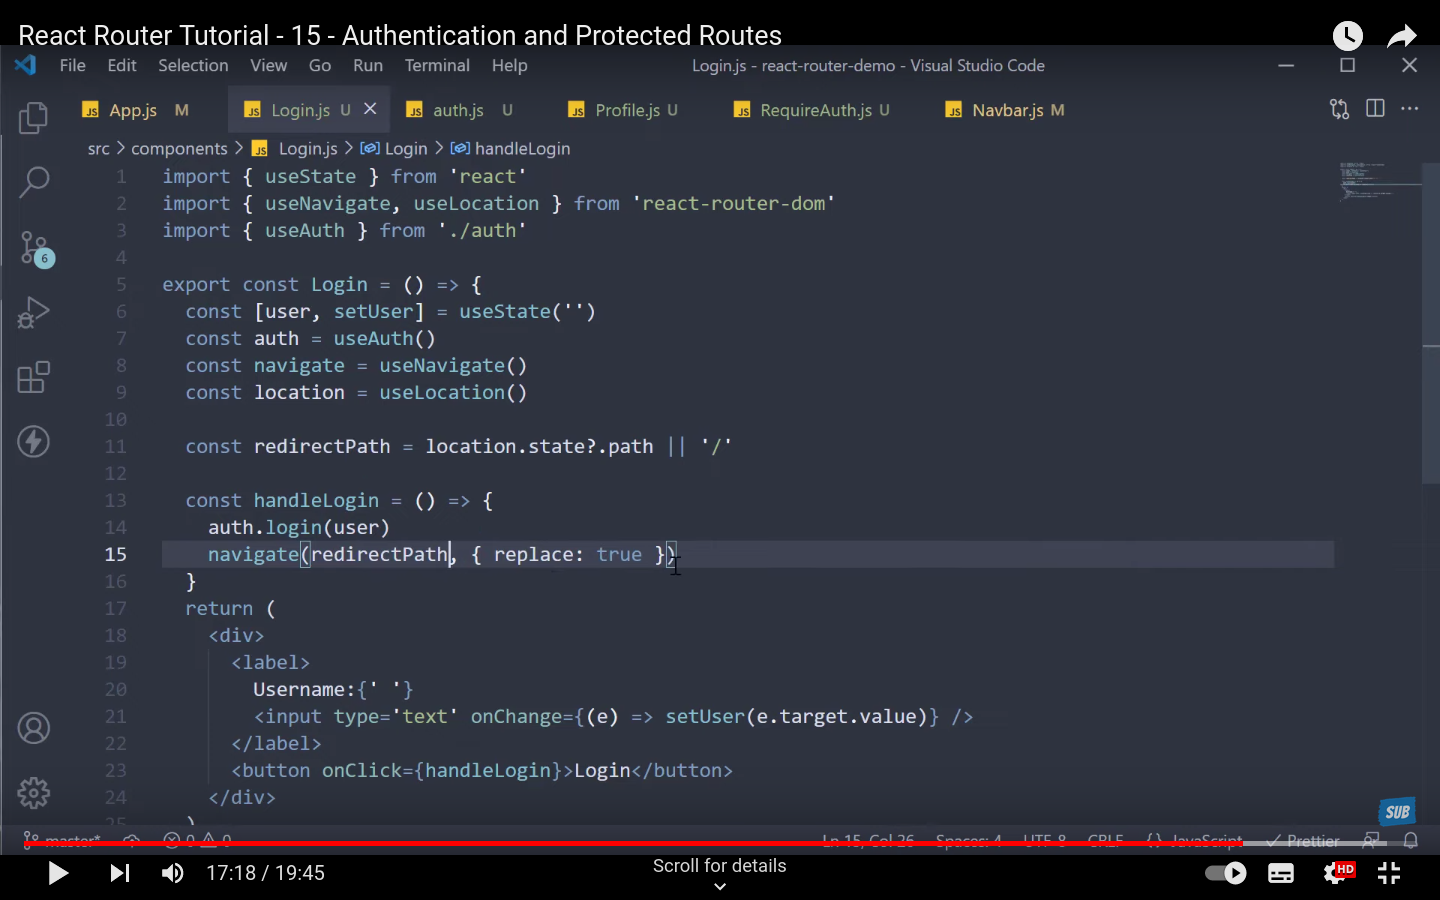 React Router Tutorial - 15 - Authentication and Protected Routes
File Edit Selection View Go Run Terminal Help Login.js - react-router-demo - Visual Studio Code
JS App.js M JS Login.js U JS auth.js U JS Profile.js U JS RequireAuth.js U JS Navbar.js M
src > components > JS Login.js > Login > handleLogin
1 import { useState } from 'react'
2 import { useNavigate, useLocation } from 'react-router-dom'
3 import { useAuth } from './auth'
4
5 export const Login = () => {
6 const [user, setUser] = useState('')
7 const auth = useAuth()
8 const navigate = useNavigate()
9 const location = useLocation()
10
11 const redirectPath = location.state?.path || '/'
12
13 const handleLogin = () => {
14 auth.login(user)
15 navigate(redirectPath, { replace: true })
16 }
17 return (
18 <div>
19 <label>
20 Username:{' '}
21 <input type='text' onChange={(e) => setUser(e.target.value)} />
22 </label>
23 <button onClick={handleLogin}>Login</button>
24 </div>
25 )
6
SUB
master* 0 0 Ln 15, Col 26 Spaces: 4 UTF-8 CRLF {} JavaScript Prettier
17:18 / 19:45 Scroll for details HD